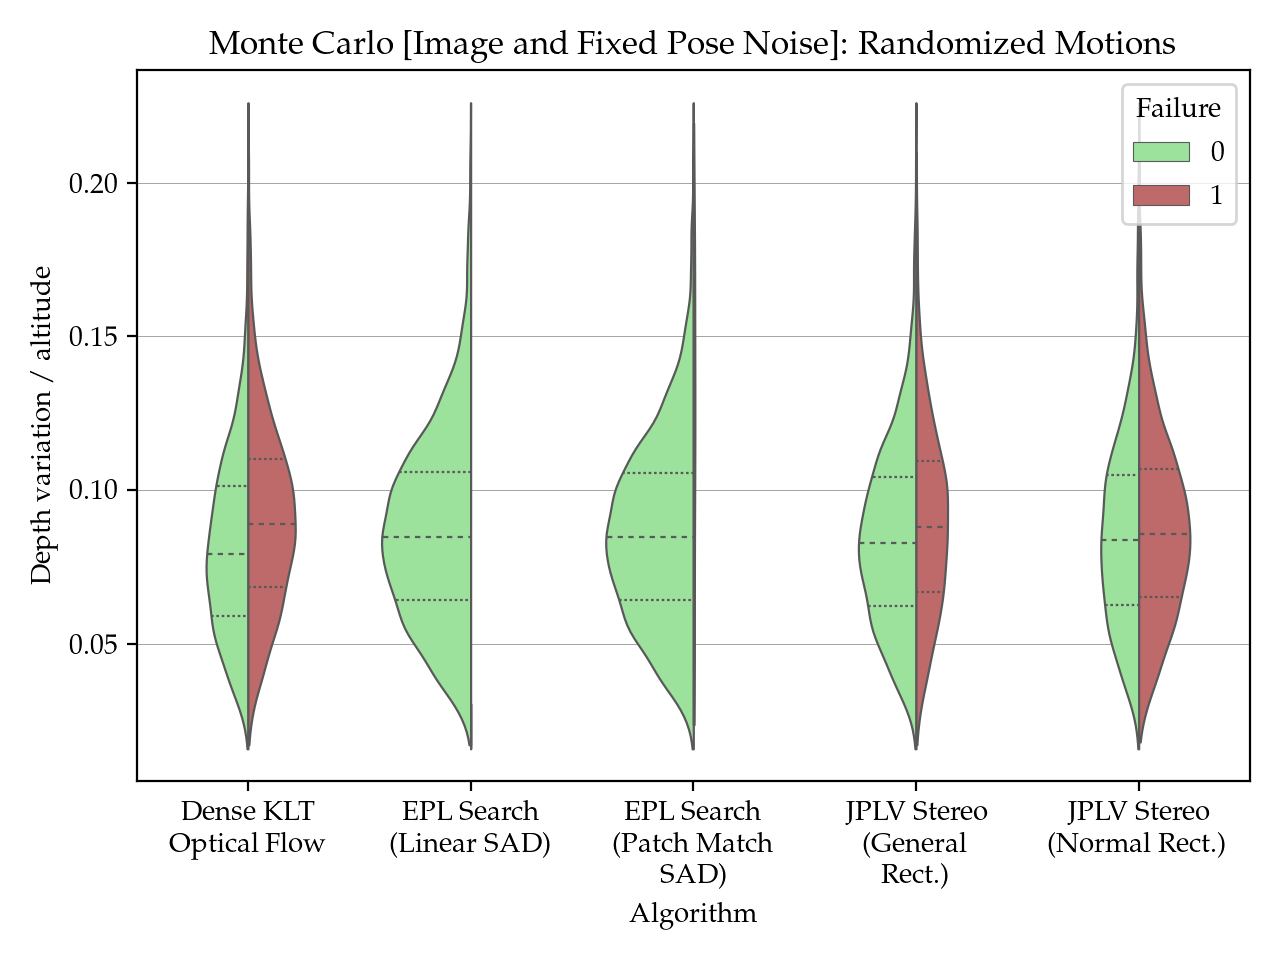 Monte Carlo [Image and Fixed Pose Noise]: Randomized Motions
Failure
0
1
0.20
0.15
0.10
0.05
Depth variation / altitude
Dense KLT
Optical Flow
EPL Search
(Linear SAD)
EPL Search
(Patch Match
SAD)
JPLV Stereo
(General
Rect.)
JPLV Stereo
(Normal Rect.)
Algorithm